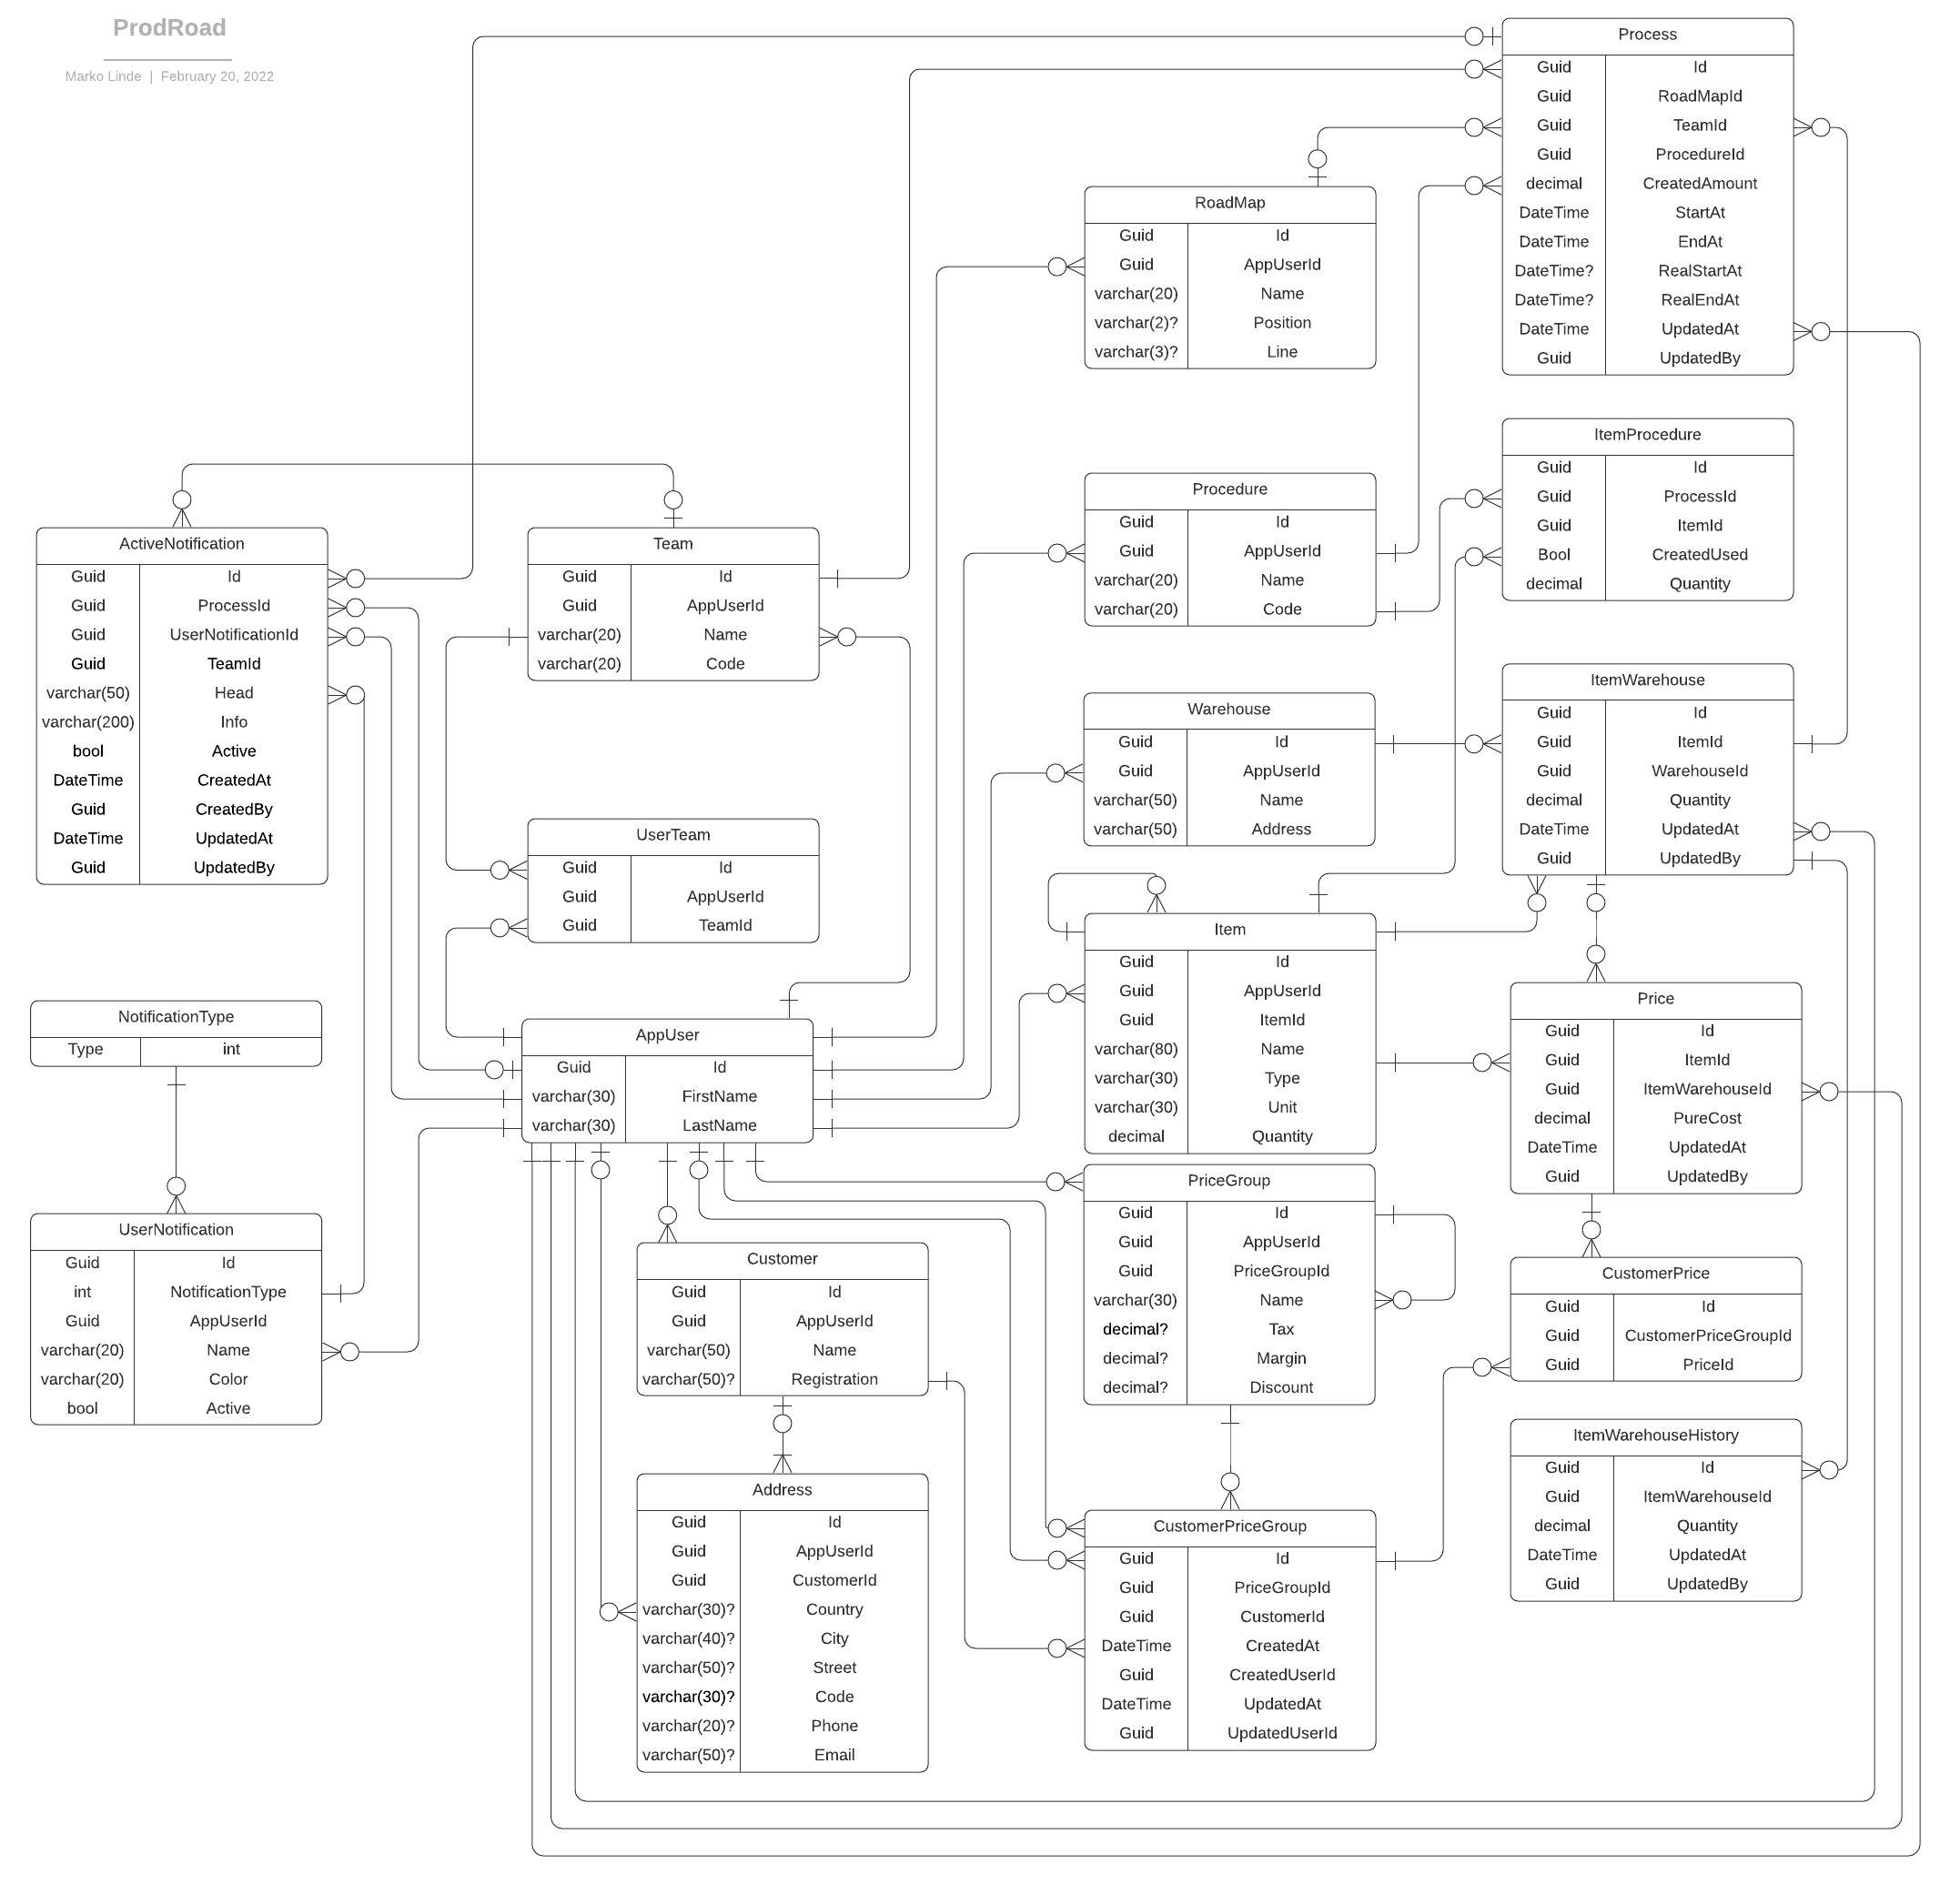 ProdRoad
Marko Linde | February 20, 2022
Process
Guid Id
Guid RoadMapId
Guid TeamId
Guid ProcedureId
decimal CreatedAmount
DateTime StartAt
DateTime EndAt
DateTime? RealStartAt
DateTime? RealEndAt
DateTime UpdatedAt
Guid UpdatedBy
RoadMap
Guid Id
Guid AppUserId
varchar(20) Name
varchar(2)? Position
varchar(3)? Line
ItemProcedure
Guid Id
Guid ProcessId
Guid ItemId
Bool CreatedUsed
decimal Quantity
Procedure
Guid Id
Guid AppUserId
varchar(20) Name
varchar(20) Code
ActiveNotification
Guid Id
Guid ProcessId
Guid UserNotificationId
Guid TeamId
varchar(50) Head
varchar(200) Info
bool Active
DateTime CreatedAt
Guid CreatedBy
DateTime UpdatedAt
Guid UpdatedBy
Team
Guid Id
Guid AppUserId
varchar(20) Name
varchar(20) Code
ItemWarehouse
Guid Id
Guid ItemId
Guid WarehouseId
decimal Quantity
DateTime UpdatedAt
Guid UpdatedBy
Warehouse
Guid Id
Guid AppUserId
varchar(50) Name
varchar(50) Address
UserTeam
Guid Id
Guid AppUserId
Guid TeamId
Item
Guid Id
Guid AppUserId
Guid ItemId
varchar(80) Name
varchar(30) Type
varchar(30) Unit
decimal Quantity
Price
Guid Id
Guid ItemId
Guid ItemWarehouseId
decimal PureCost
DateTime UpdatedAt
Guid UpdatedBy
NotificationType
Type int
AppUser
Guid Id
varchar(30) FirstName
varchar(30) LastName
PriceGroup
Guid Id
Guid AppUserId
Guid PriceGroupId
varchar(30) Name
decimal? Tax
decimal? Margin
decimal? Discount
UserNotification
Guid Id
int NotificationType
Guid AppUserId
varchar(20) Name
varchar(20) Color
bool Active
Customer
Guid Id
Guid AppUserId
varchar(50) Name
varchar(50)? Registration
CustomerPrice
Guid Id
Guid CustomerPriceGroupId
Guid PriceId
ItemWarehouseHistory
Guid Id
Guid ItemWarehouseId
decimal Quantity
DateTime UpdatedAt
Guid UpdatedBy
Address
Guid Id
Guid AppUserId
Guid CustomerId
varchar(30)? Country
varchar(40)? City
varchar(50)? Street
varchar(30)? Code
varchar(20)? Phone
varchar(50)? Email
CustomerPriceGroup
Guid Id
Guid PriceGroupId
Guid CustomerId
DateTime CreatedAt
Guid CreatedUserId
DateTime UpdatedAt
Guid UpdatedUserId